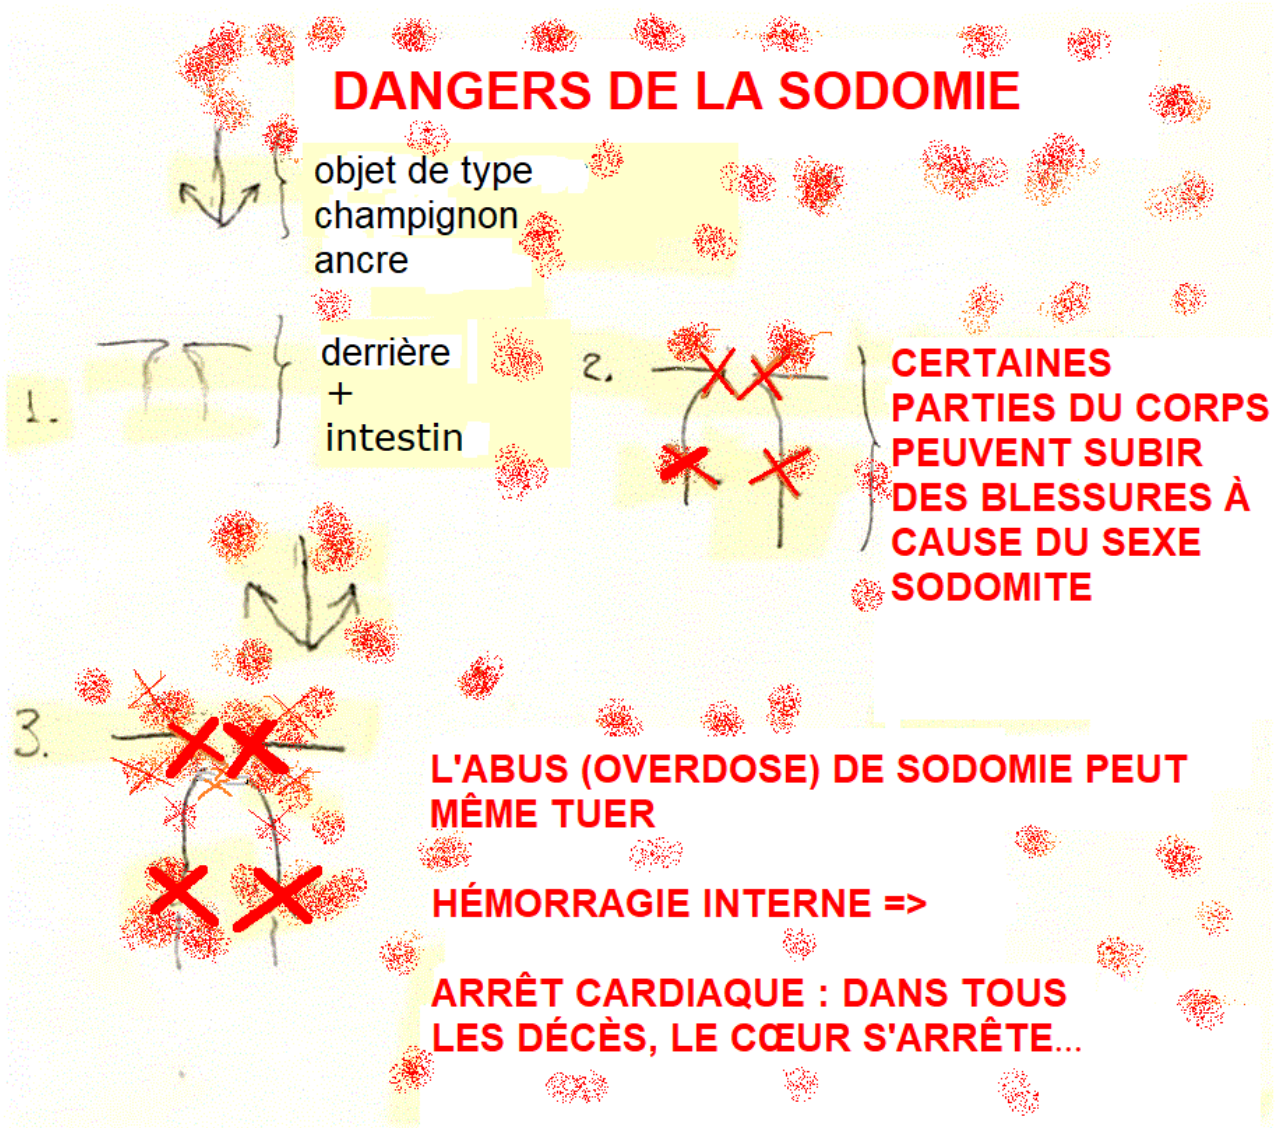 DANGERS DE LA SODOMIE
objet de type
champignon
ancre
1.
derrière
+
intestin
2.
CERTAINES
PARTIES DU CORPS
PEUVENT SUBIR
DES BLESSURES À
CAUSE DU SEXE
SODOMITE
3.
L'ABUS (OVERDOSE) DE SODOMIE PEUT
MÊME TUER
HÉMORRAGIE INTERNE =>
ARRÊT CARDIAQUE : DANS TOUS
LES DÉCÈS, LE CŒUR S'ARRÊTE...